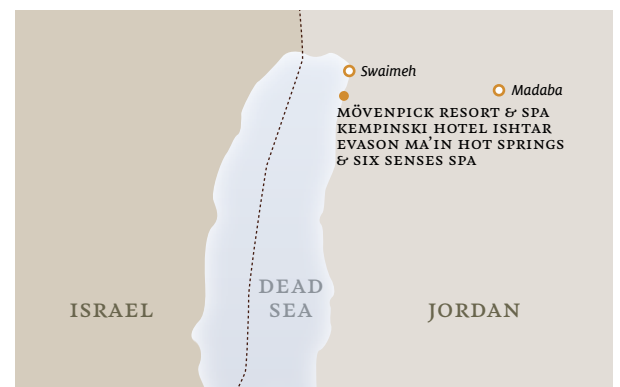 Swaimeh
Madaba
MÖVENPICK RESORT & SPA
KEMPINSKI HOTEL ISHTAR
EVASON MA'IN HOT SPRINGS
& SIX SENSES SPA
DEAD
SEA
ISRAEL
JORDAN